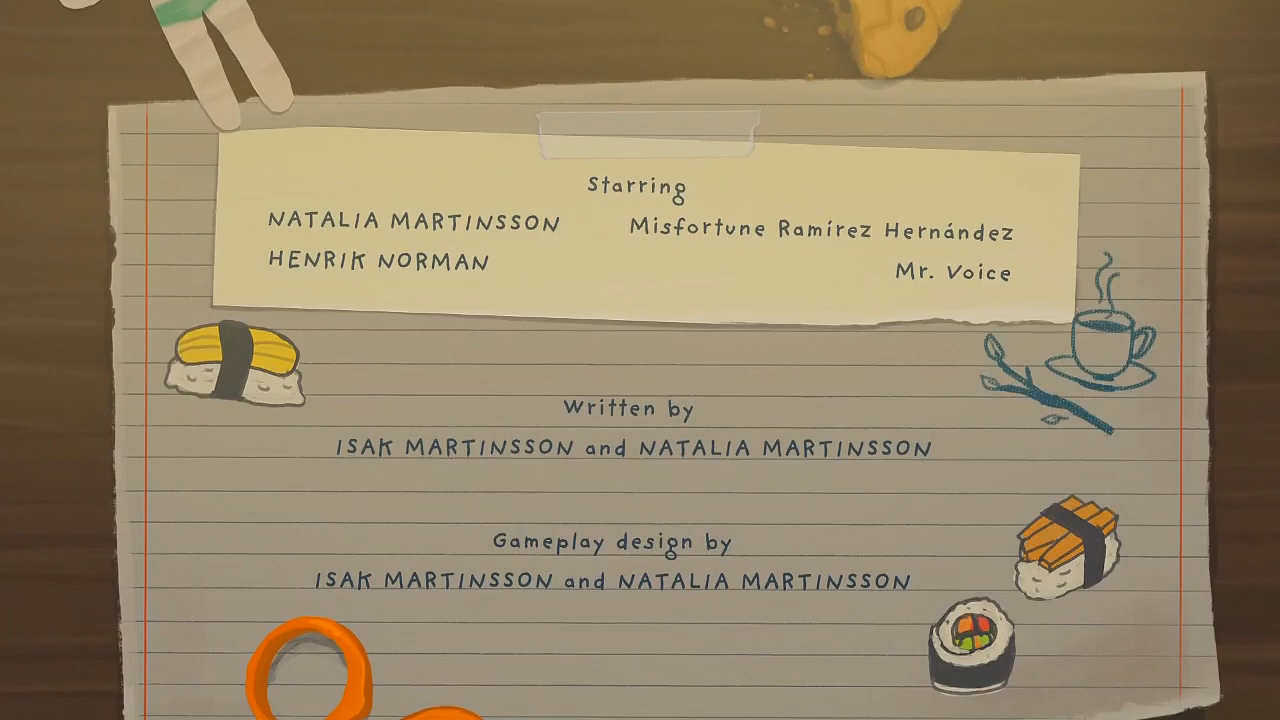 Starring
NATALIA MARTINSSON Misfortune Ramírez Hernández
HENRIK NORMAN Mr. Voice
Written by
ISAK MARTINSSON and NATALIA MARTINSSON
Gameplay design by
ISAK MARTINSSON and NATALIA MARTINSSON